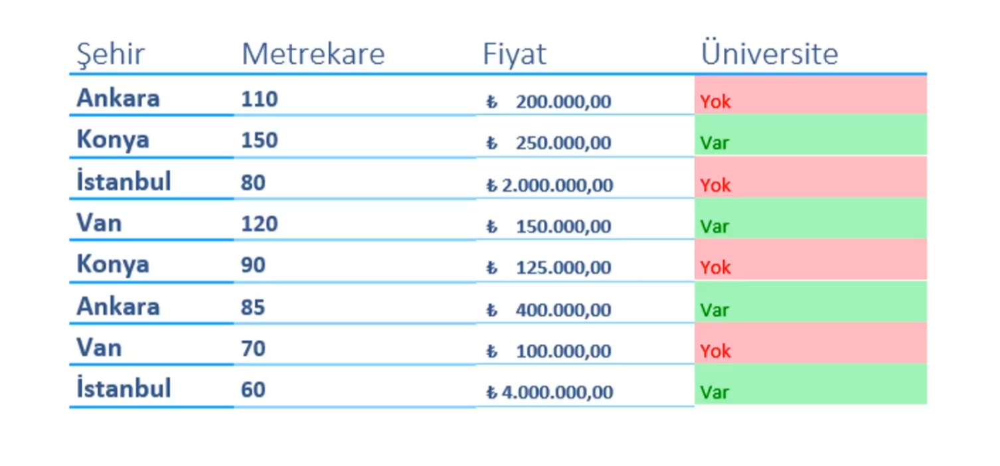 Şehir Metrekare Fiyat Üniversite
Ankara 110 ₺ 200.000,00 Yok
Konya 150 ₺ 250.000,00 Var
İstanbul 80 ₺ 2.000.000,00 Yok
Van 120 ₺ 150.000,00 Var
Konya 90 ₺ 125.000,00 Yok
Ankara 85 ₺ 400.000,00 Var
Van 70 ₺ 100.000,00 Yok
İstanbul 60 ₺ 4.000.000,00 Var